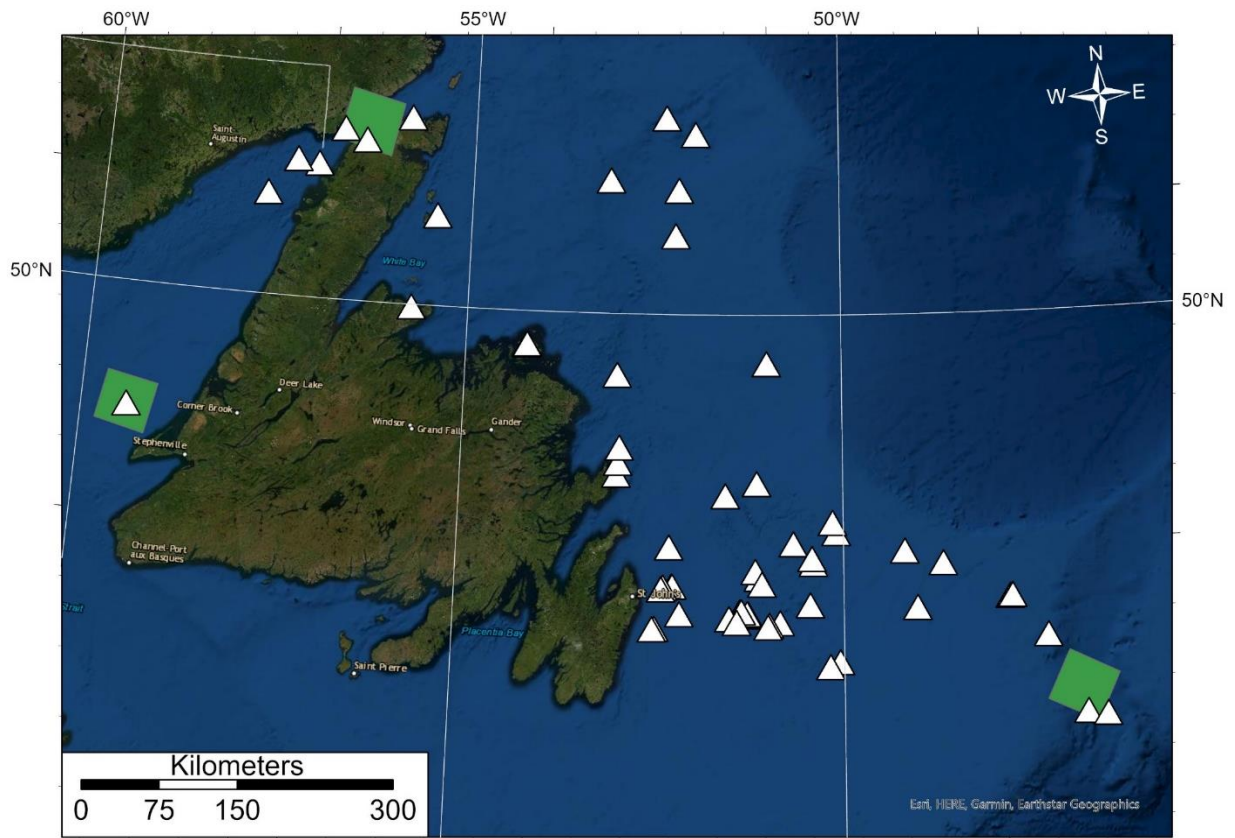 60°W 55°W 50°W
N
W E
S
Saint-
Augustin
50°N
White Bay
50°N
Deer Lake
Corner Brook
Windsor
Grand Falls
Gander
Stephenville
Channel-Port
aux Basques
St. John's
Strait
Placentia Bay
Saint Pierre
Kilometers
0 75 150 300
Esri, HERE, Garmin, Earthstar Geographics